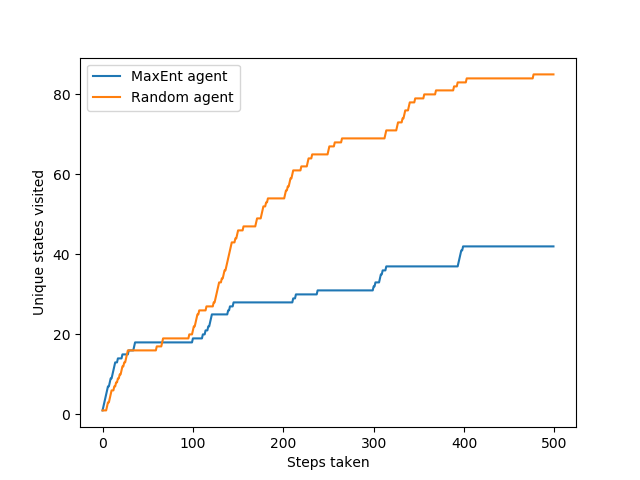 MaxEnt agent
Random agent
80
60
40
20
0
Unique states visited
0 100 200 300 400 500
Steps taken